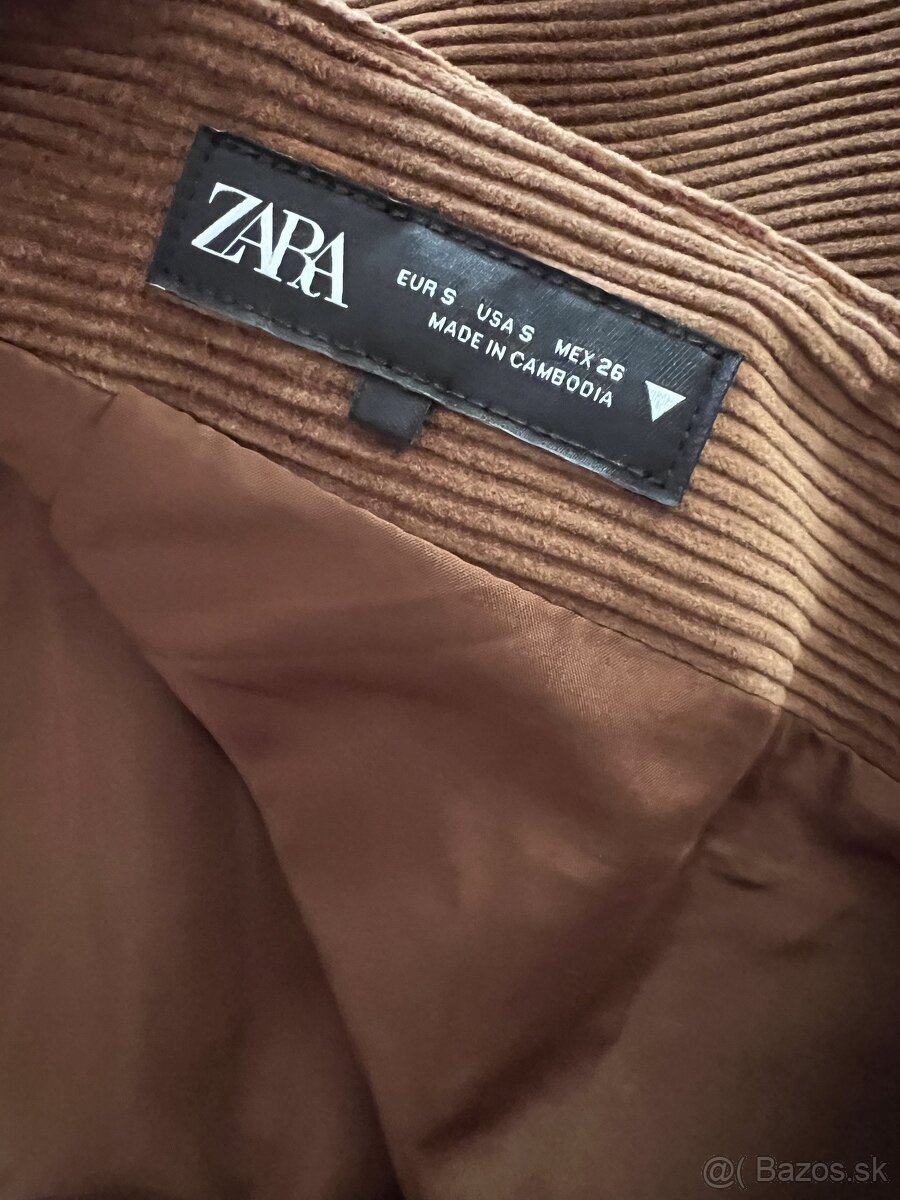 ZARA
EUR S USA S MEX 26
MADE IN CAMBODIA
@( Bazos.sk